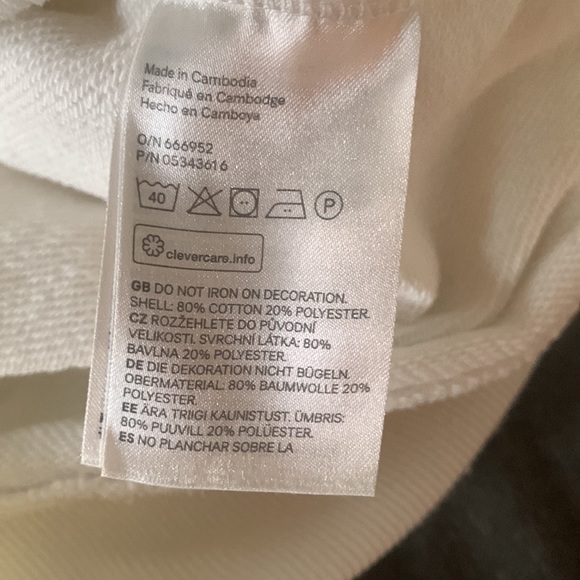 Made in Cambodia
Fabriqué en Cambodge
Hecho en Camboya
O/N 666952
P/N 05343616
40 P
clevercare.info
GB DO NOT IRON ON DECORATION.
SHELL: 80% COTTON 20% POLYESTER.
CZ ROZŽEHLETE DO PŮVODNÍ
VELIKOSTI. SVRCHNÍ LÁTKA: 80%
BAVLNA 20% POLYESTER.
DE DIE DEKORATION NICHT BÜGELN.
OBERMATERIAL: 80% BAUMWOLLE 20%
POLYESTER.
EE ÄRA TRIIGI KAUNISTUST. ÜMBRIS:
80% PUUVILL 20% POLÜESTER.
ES NO PLANCHAR SOBRE LA